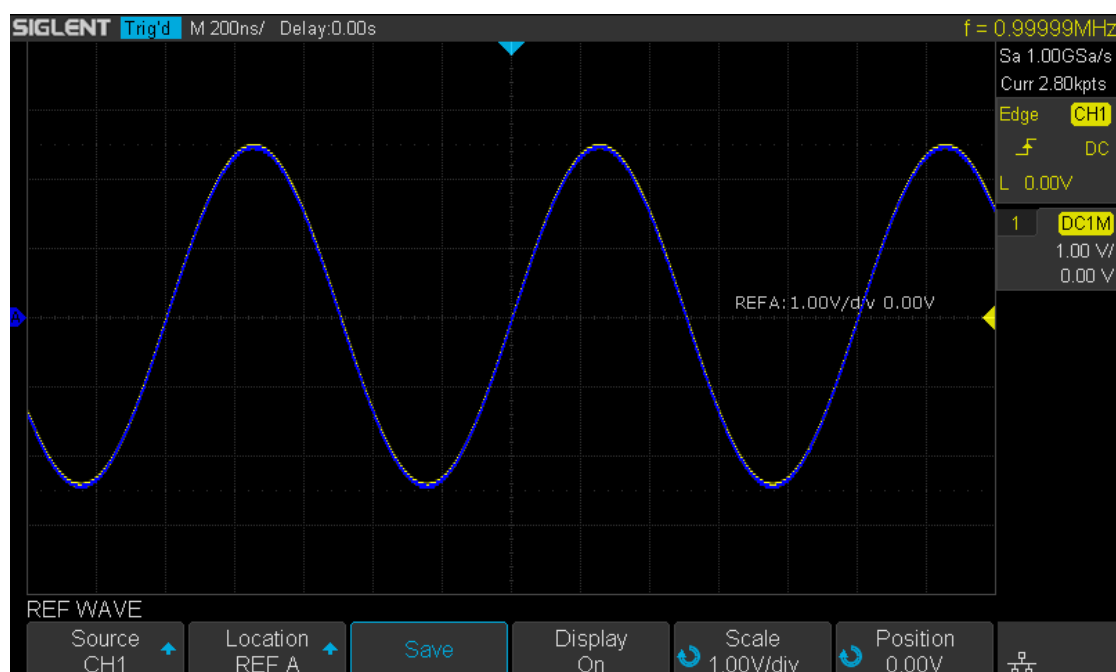 SIGLENT Trig'd M 200ns/ Delay:0.00s f = 0.99999MHz
Sa 1.00GSa/s
Curr 2.80kpts
Edge CH1
DC
L 0.00V
1 DC1M
1.00 V/
0.00 V
REFA:1.00V/div 0.00V
A
REF WAVE
Source
CH1
Location
REF A
Save
Display
On
Scale
1.00V/div
Position
0.00V